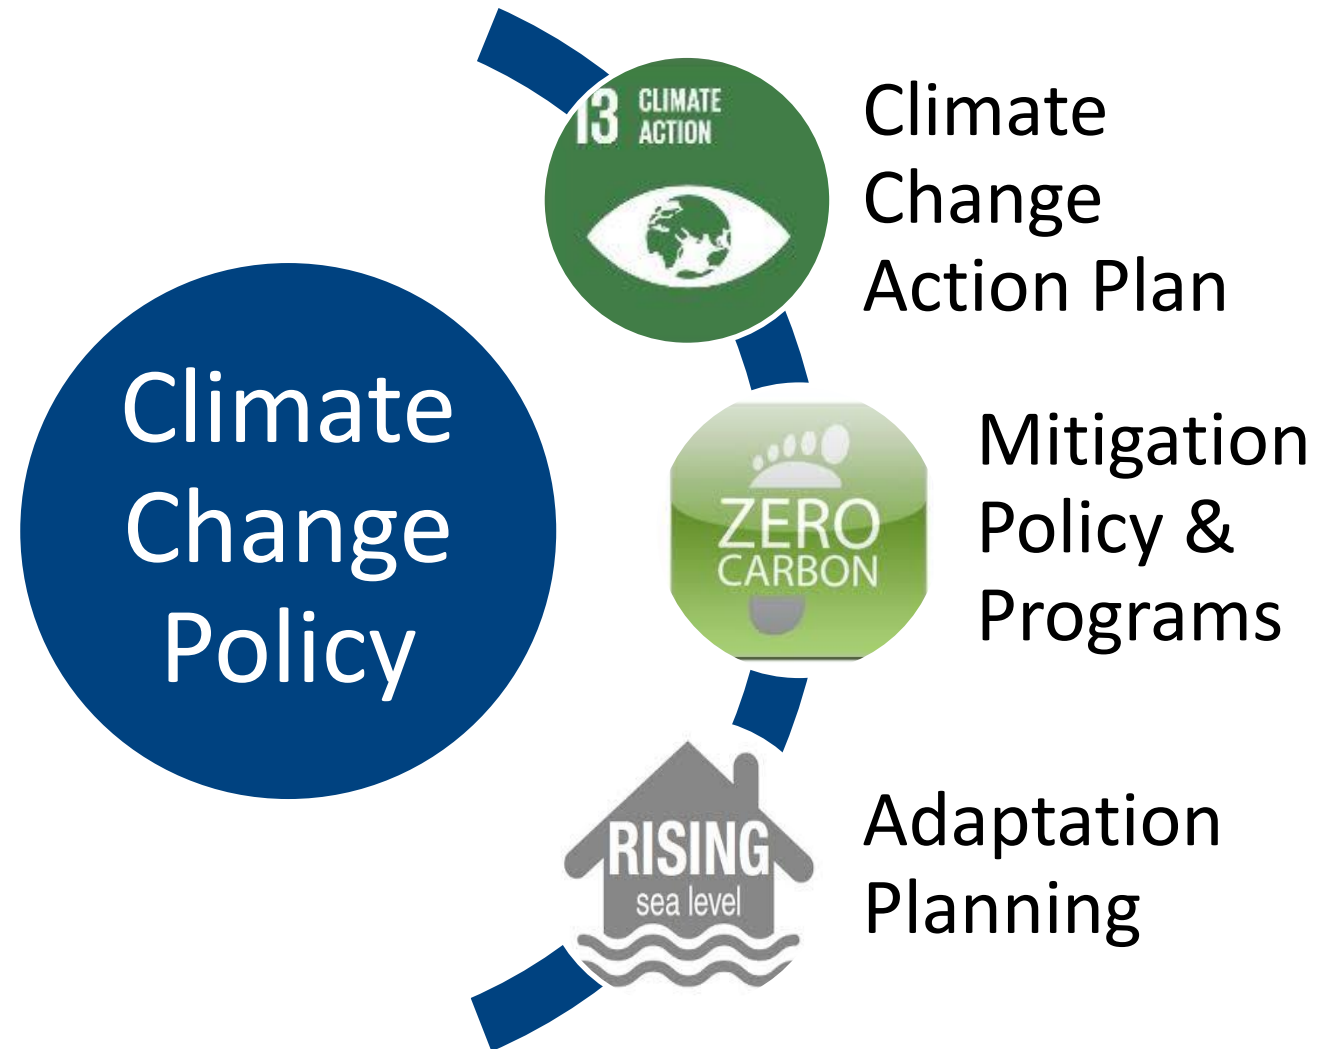 Climate
Change
Policy
13 CLIMATE
ACTION
Climate
Change
Action Plan
ZERO
CARBON
Mitigation
Policy &
Programs
RISING
sea level
Adaptation
Planning